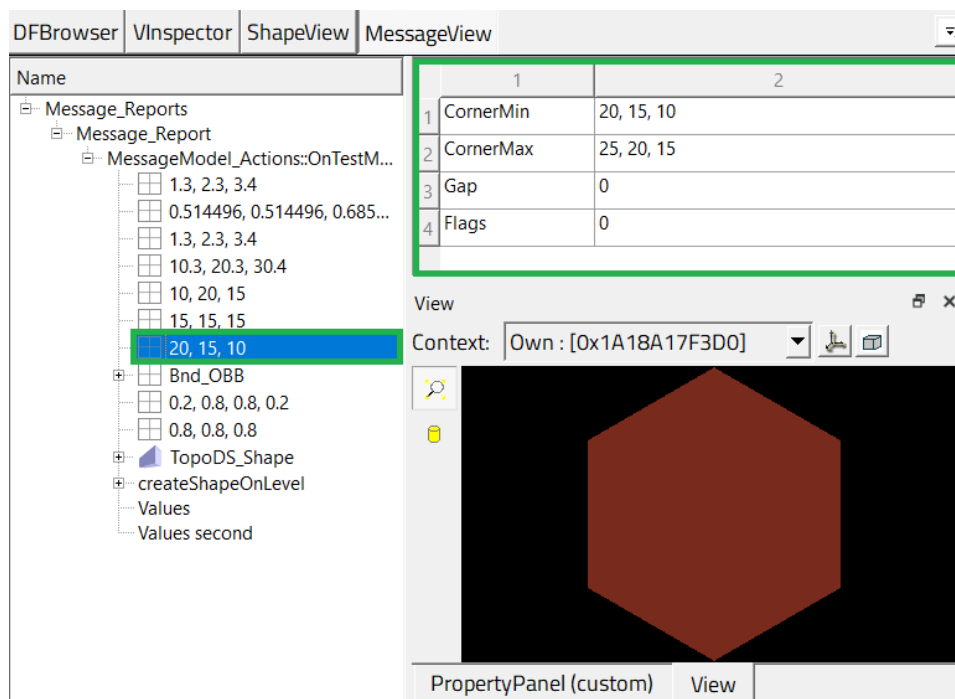 DFBrowser VInspector ShapeView MessageView
Name
Message_Reports
Message_Report
MessageModel_Actions::OnTestM...
1.3, 2.3, 3.4
0.514496, 0.514496, 0.685...
1.3, 2.3, 3.4
10.3, 20.3, 30.4
10, 20, 15
15, 15, 15
20, 15, 10
Bnd_OBB
0.2, 0.8, 0.8, 0.2
0.8, 0.8, 0.8
TopoDS_Shape
createShapeOnLevel
Values
Values second
1 2
1 CornerMin 20, 15, 10
2 CornerMax 25, 20, 15
3 Gap 0
4 Flags 0
View
Context: Own : [0x1A18A17F3D0]
PropertyPanel (custom) View